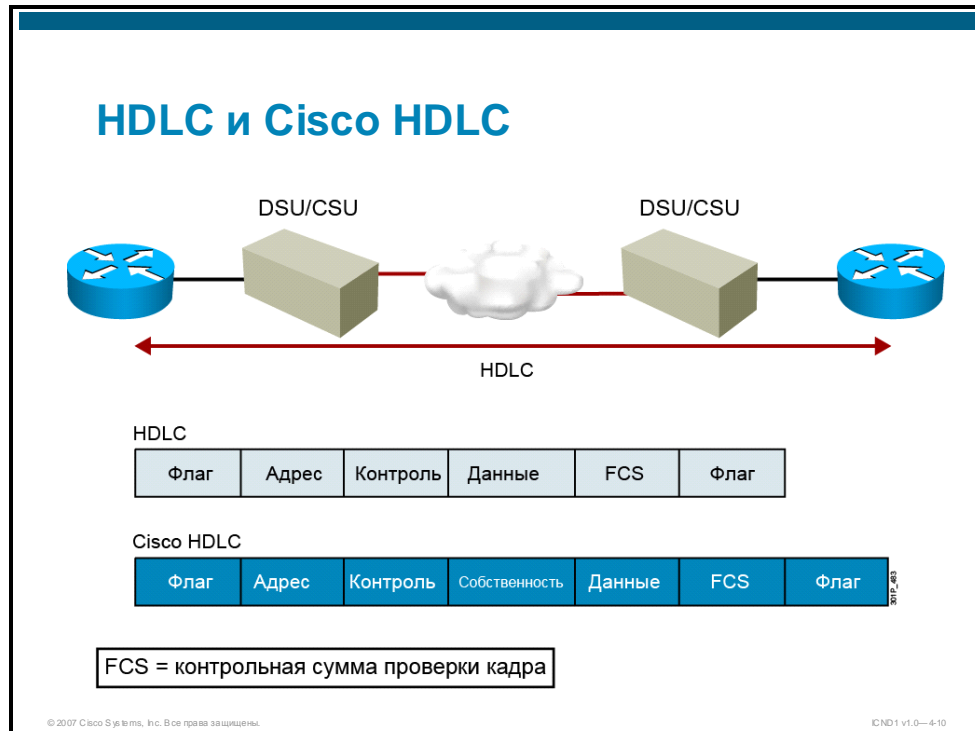 HDLC и Cisco HDLC
DSU/CSU
DSU/CSU
HDLC
HDLC
Флаг Адрес Контроль Данные FCS Флаг
Cisco HDLC
Флаг Адрес Контроль Собственность Данные FCS Флаг
301P_483
FCS = контрольная сумма проверки кадра
© 2007 Cisco Systems, Inc. Все права защищены.
ICND1 v1.0—4-10